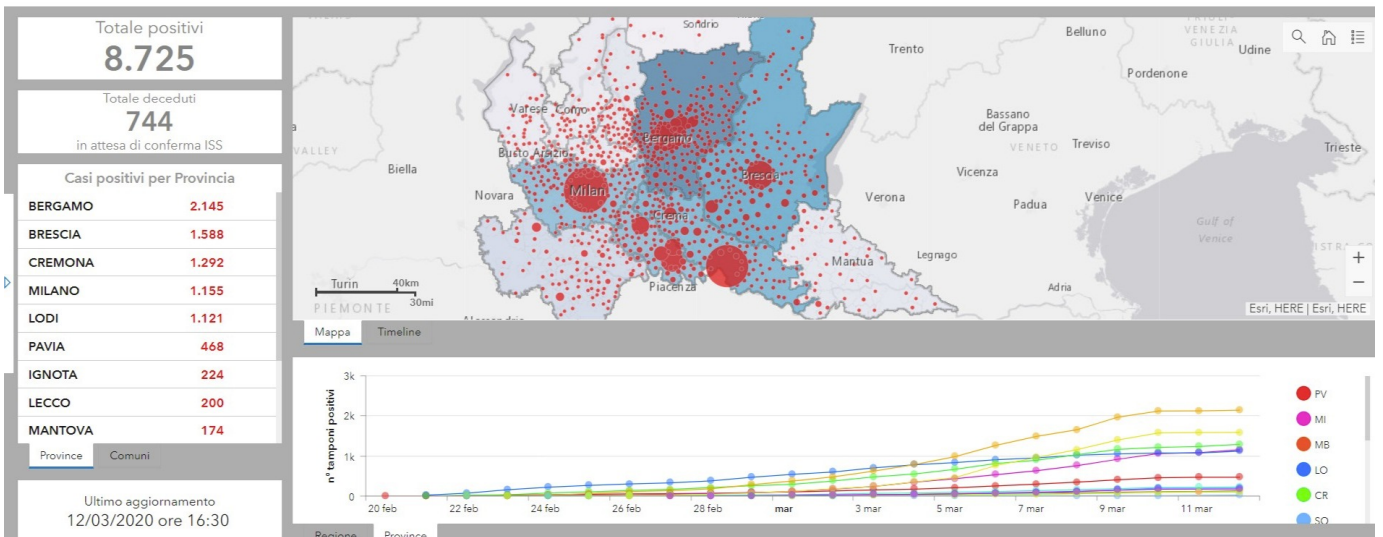 Totale positivi
8.725
Totale deceduti
744
in attesa di conferma ISS
Casi positivi per Provincia
BERGAMO 2.145
BRESCIA 1.588
CREMONA 1.292
MILANO 1.155
LODI 1.121
PAVIA 468
IGNOTA 224
LECCO 200
MANTOVA 174
Province Comuni
Ultimo aggiornamento
12/03/2020 ore 16:30
Sondrio
Trento
Belluno
VENEZIA
GIULIA
Udine
Pordenone
Varese Como
Bergamo
Bassano
del Grappa
VENETO
Treviso
Trieste
VALLEY
Biella
Busto Arsizio
Novara
Milan
Brescia
Vicenza
Verona
Padua
Venice
Crema
Gulf of
Venice
Mantua
Legnago
Piacenza
Adria
Turin
40km
30mi
PIEMONTE
+
−
Esri, HERE | Esri, HERE
Mappa Timeline
n° tamponi positivi
3k
2k
1k
0
20 feb 22 feb 24 feb 26 feb 28 feb mar 3 mar 5 mar 7 mar 9 mar 11 mar
PV
MI
MB
LO
CR
SO
Regione Province